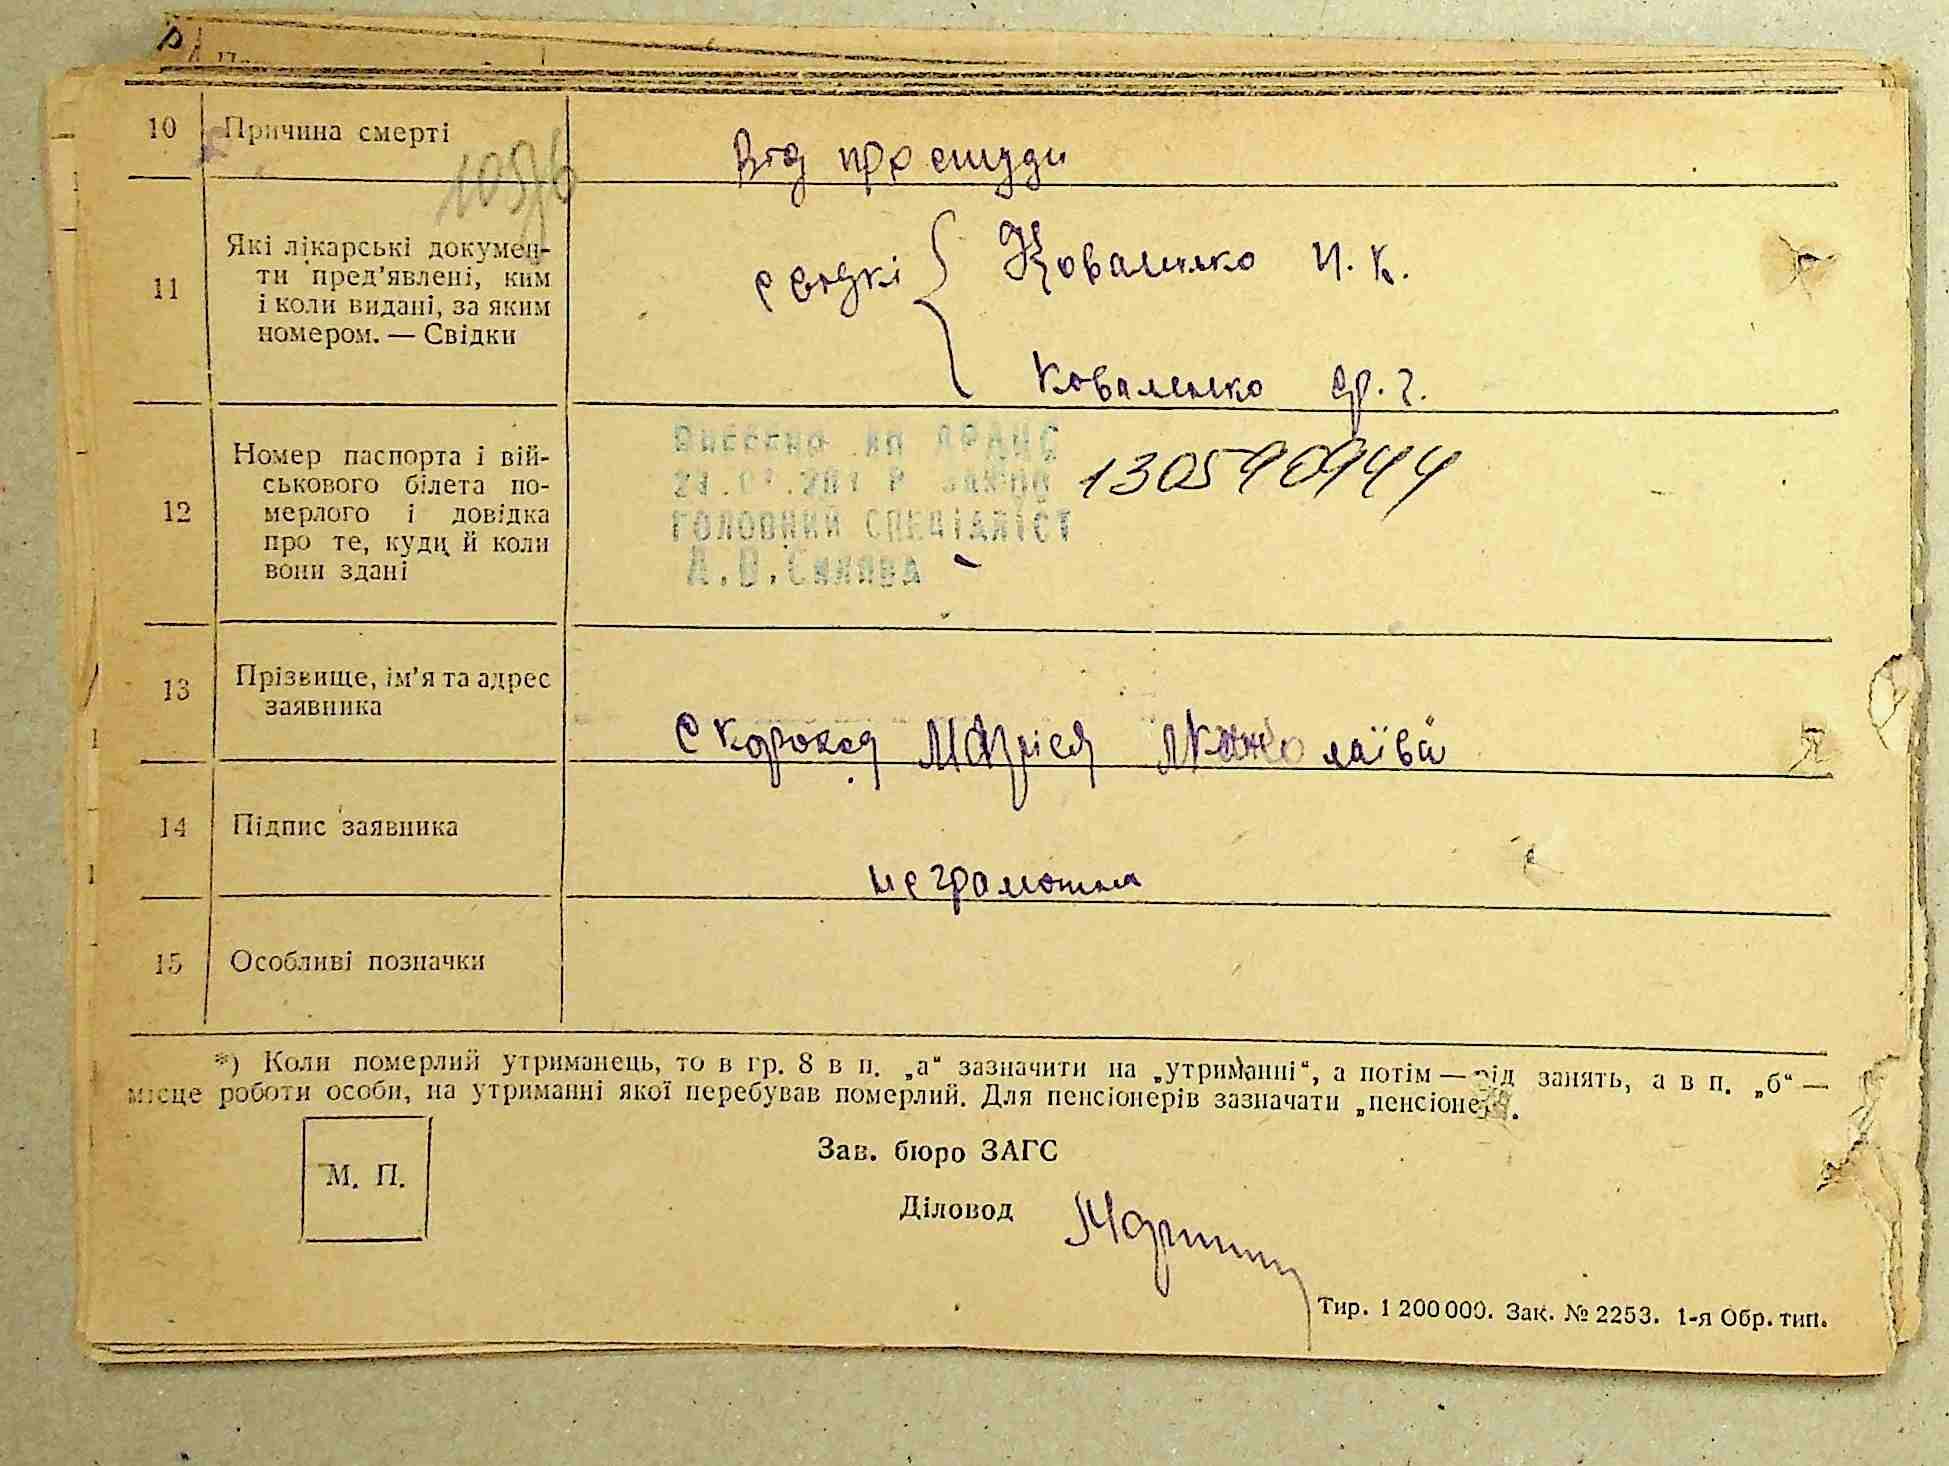 10 Причина смерті
Від простуди
11 Які лікарські докумен-
ти пред'явлені, ким
і коли видані, за яким
номером. — Свідки
свідкі
Коваленко И. К.
Коваленко
12 Номер паспорта і вій-
ськового білета по-
мерлого і довідка
про те, куди й коли
вони здані
Внесено до ДРАЦС
ГОЛОВНИЙ СПЕЦІАЛІСТ
130590944
13 Прізвище, ім'я та адрес
заявника
14 Підпис заявника
неграмотна
15 Особливі позначки
*) Коли померлий утриманець, то в гр. 8 в п. „а“ зазначити на „утриманні“, а потім — рід занять, а в п. „б“ —
місце роботи особи, на утриманні якої перебував померлий. Для пенсіонерів зазначати „пенсіонер“.
М. П.
Зав. бюро ЗАГС
Діловод
Тир. 1 200 000. Зак. № 2253. 1-я Обр. тип.